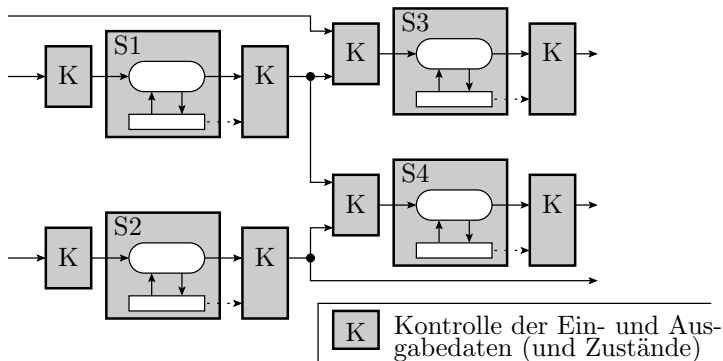 S3
K
K
S1
K
K
S4
K
K
S2
K
K
K
Kontrolle der Ein- und Aus-
gabedaten (und Zustände)